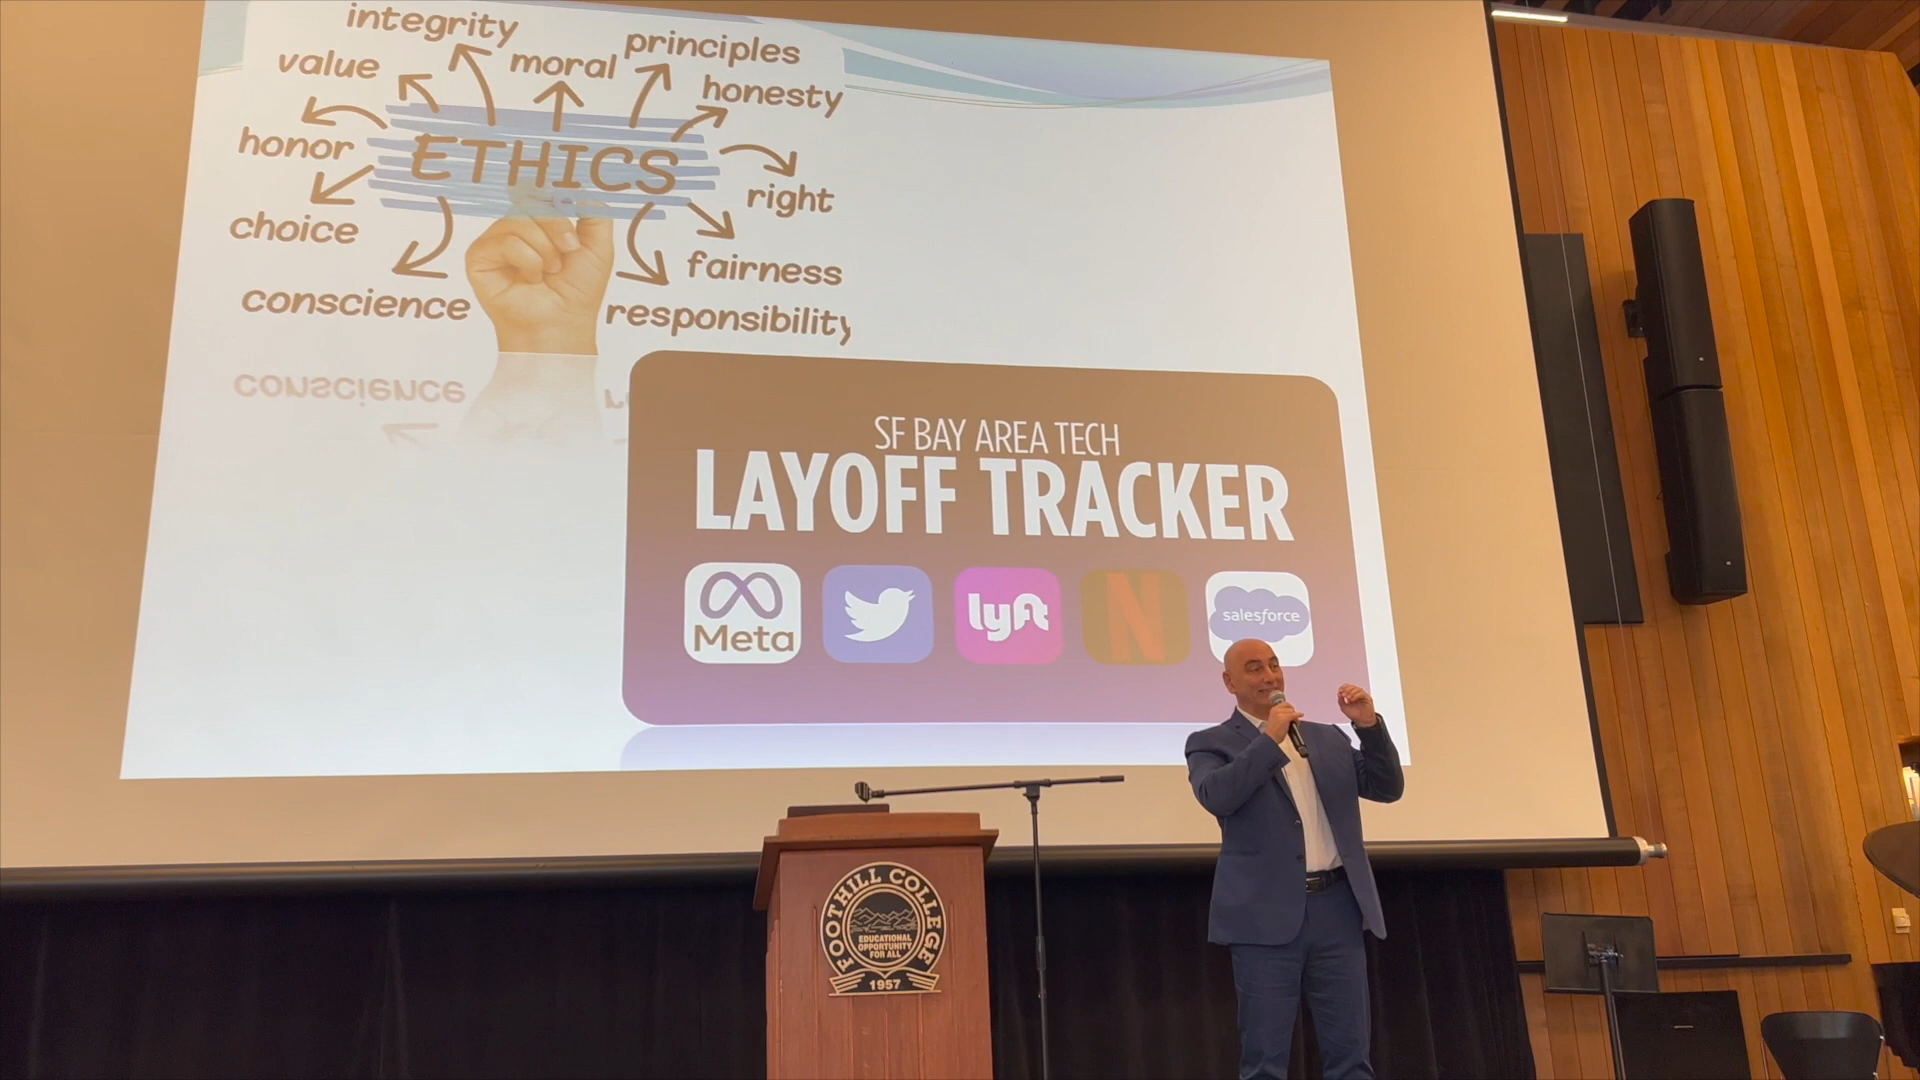 integrity
principles
value
moral
honesty
honor
ETHICS
right
choice
fairness
conscience
responsibility
conscience
SF BAY AREA TECH
LAYOFF TRACKER
Meta
lyft
N
salesforce
FOOTHILL COLLEGE
EDUCATIONAL
OPPORTUNITY
FOR ALL
1957